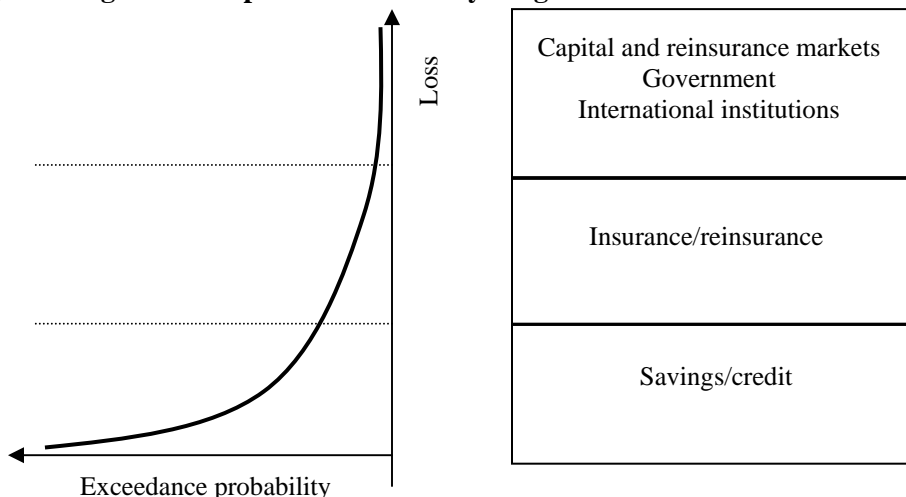 Loss
Capital and reinsurance markets
Government
International institutions
Insurance/reinsurance
Savings/credit
Exceedance probability